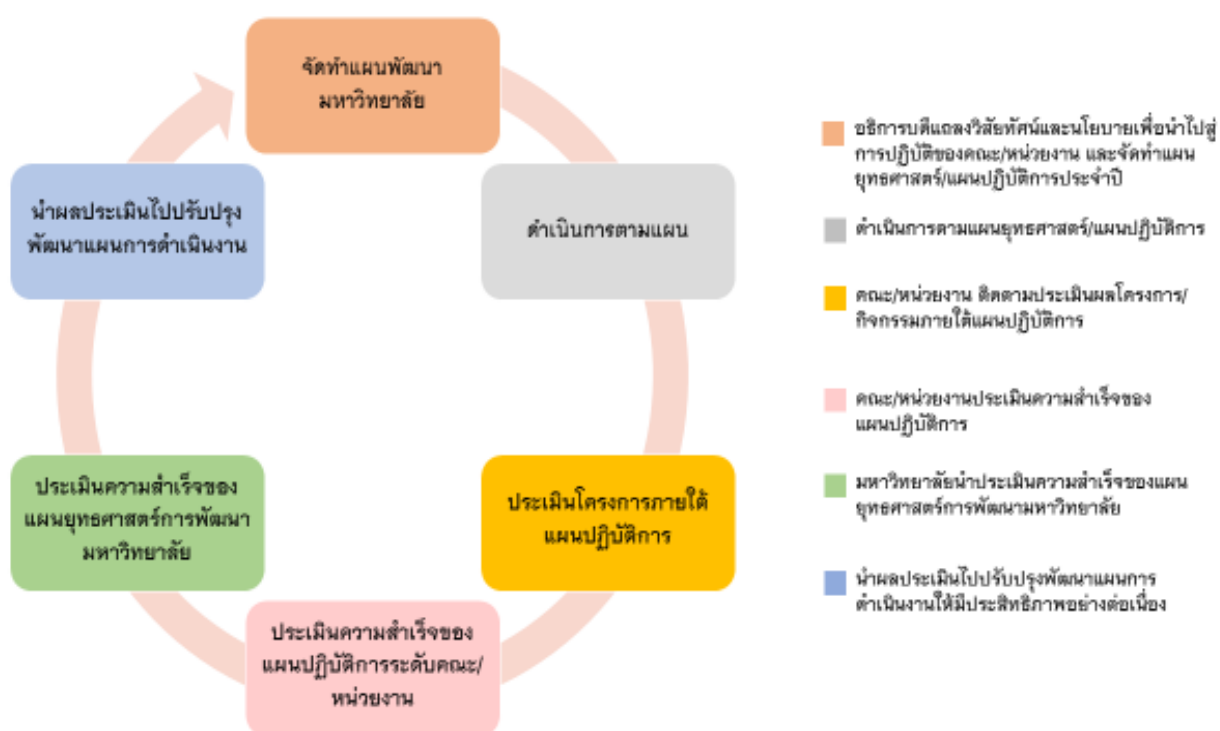 จัดทำแผนพัฒนา
มหาวิทยาลัย
ดำเนินการตามแผน
ประเมินโครงการภายใต้
แผนปฏิบัติการ
ประเมินความสำเร็จของ
แผนปฏิบัติการระดับคณะ/
หน่วยงาน
ประเมินความสำเร็จของ
แผนยุทธศาสตร์การพัฒนา
มหาวิทยาลัย
นำผลประเมินไปปรับปรุง
พัฒนาแผนการดำเนินงาน
อธิการบดีแถลงวิสัยทัศน์และนโยบายเพื่อนำไปสู่
การปฏิบัติของคณะ/หน่วยงาน และจัดทำแผน
ยุทธศาสตร์/แผนปฏิบัติการประจำปี
ดำเนินการตามแผนยุทธศาสตร์/แผนปฏิบัติการ
คณะ/หน่วยงาน ติดตามประเมินผลโครงการ/
กิจกรรมภายใต้แผนปฏิบัติการ
คณะ/หน่วยงานประเมินความสำเร็จของ
แผนปฏิบัติการ
มหาวิทยาลัยนำประเมินความสำเร็จของแผน
ยุทธศาสตร์การพัฒนามหาวิทยาลัย
นำผลประเมินไปปรับปรุงพัฒนาแผนการ
ดำเนินงานให้มีประสิทธิภาพอย่างต่อเนื่อง